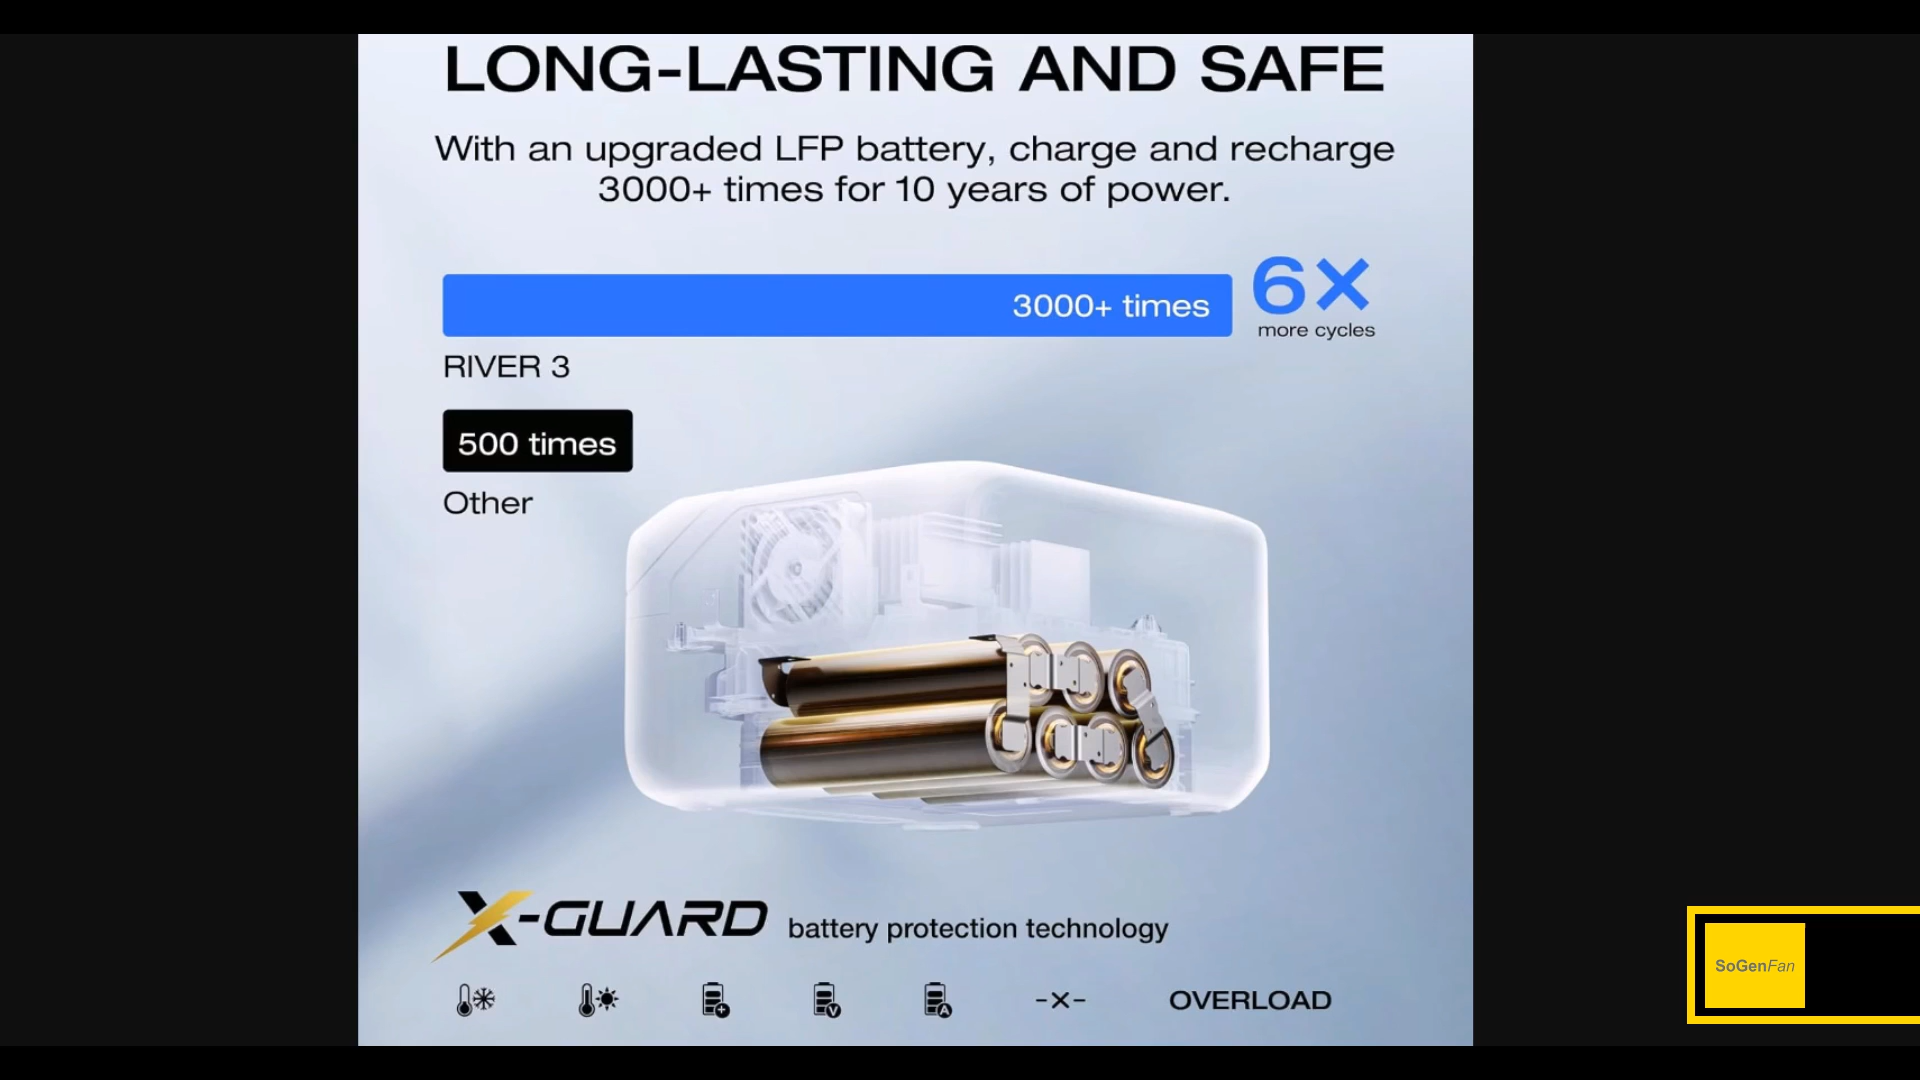 LONG-LASTING AND SAFE
With an upgraded LFP battery, charge and recharge
3000+ times for 10 years of power.
3000+ times
6X
more cycles
RIVER 3
500 times
Other
X-GUARD battery protection technology
-X-
OVERLOAD
SoGenFan